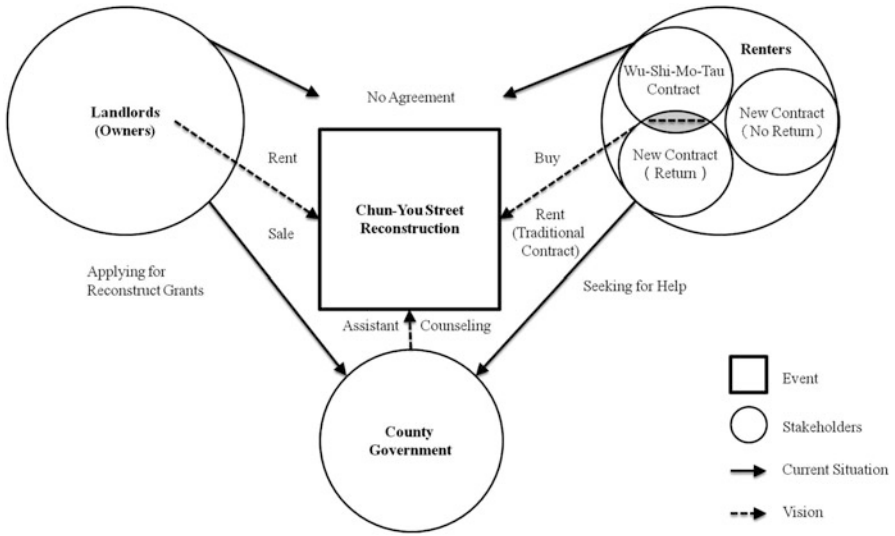 Landlords
(Owners)
No Agreement
Renters
Wu-Shi-Mo-Tau
Contract
New Contract
( No Return )
New Contract
( Return )
Rent
Sale
Buy
Rent
(Traditional
Contract)
Chun-You Street
Reconstruction
Applying for
Reconstruct Grants
Seeking for Help
Assistant
Counseling
County
Government
Event
Stakeholders
Current Situation
Vision